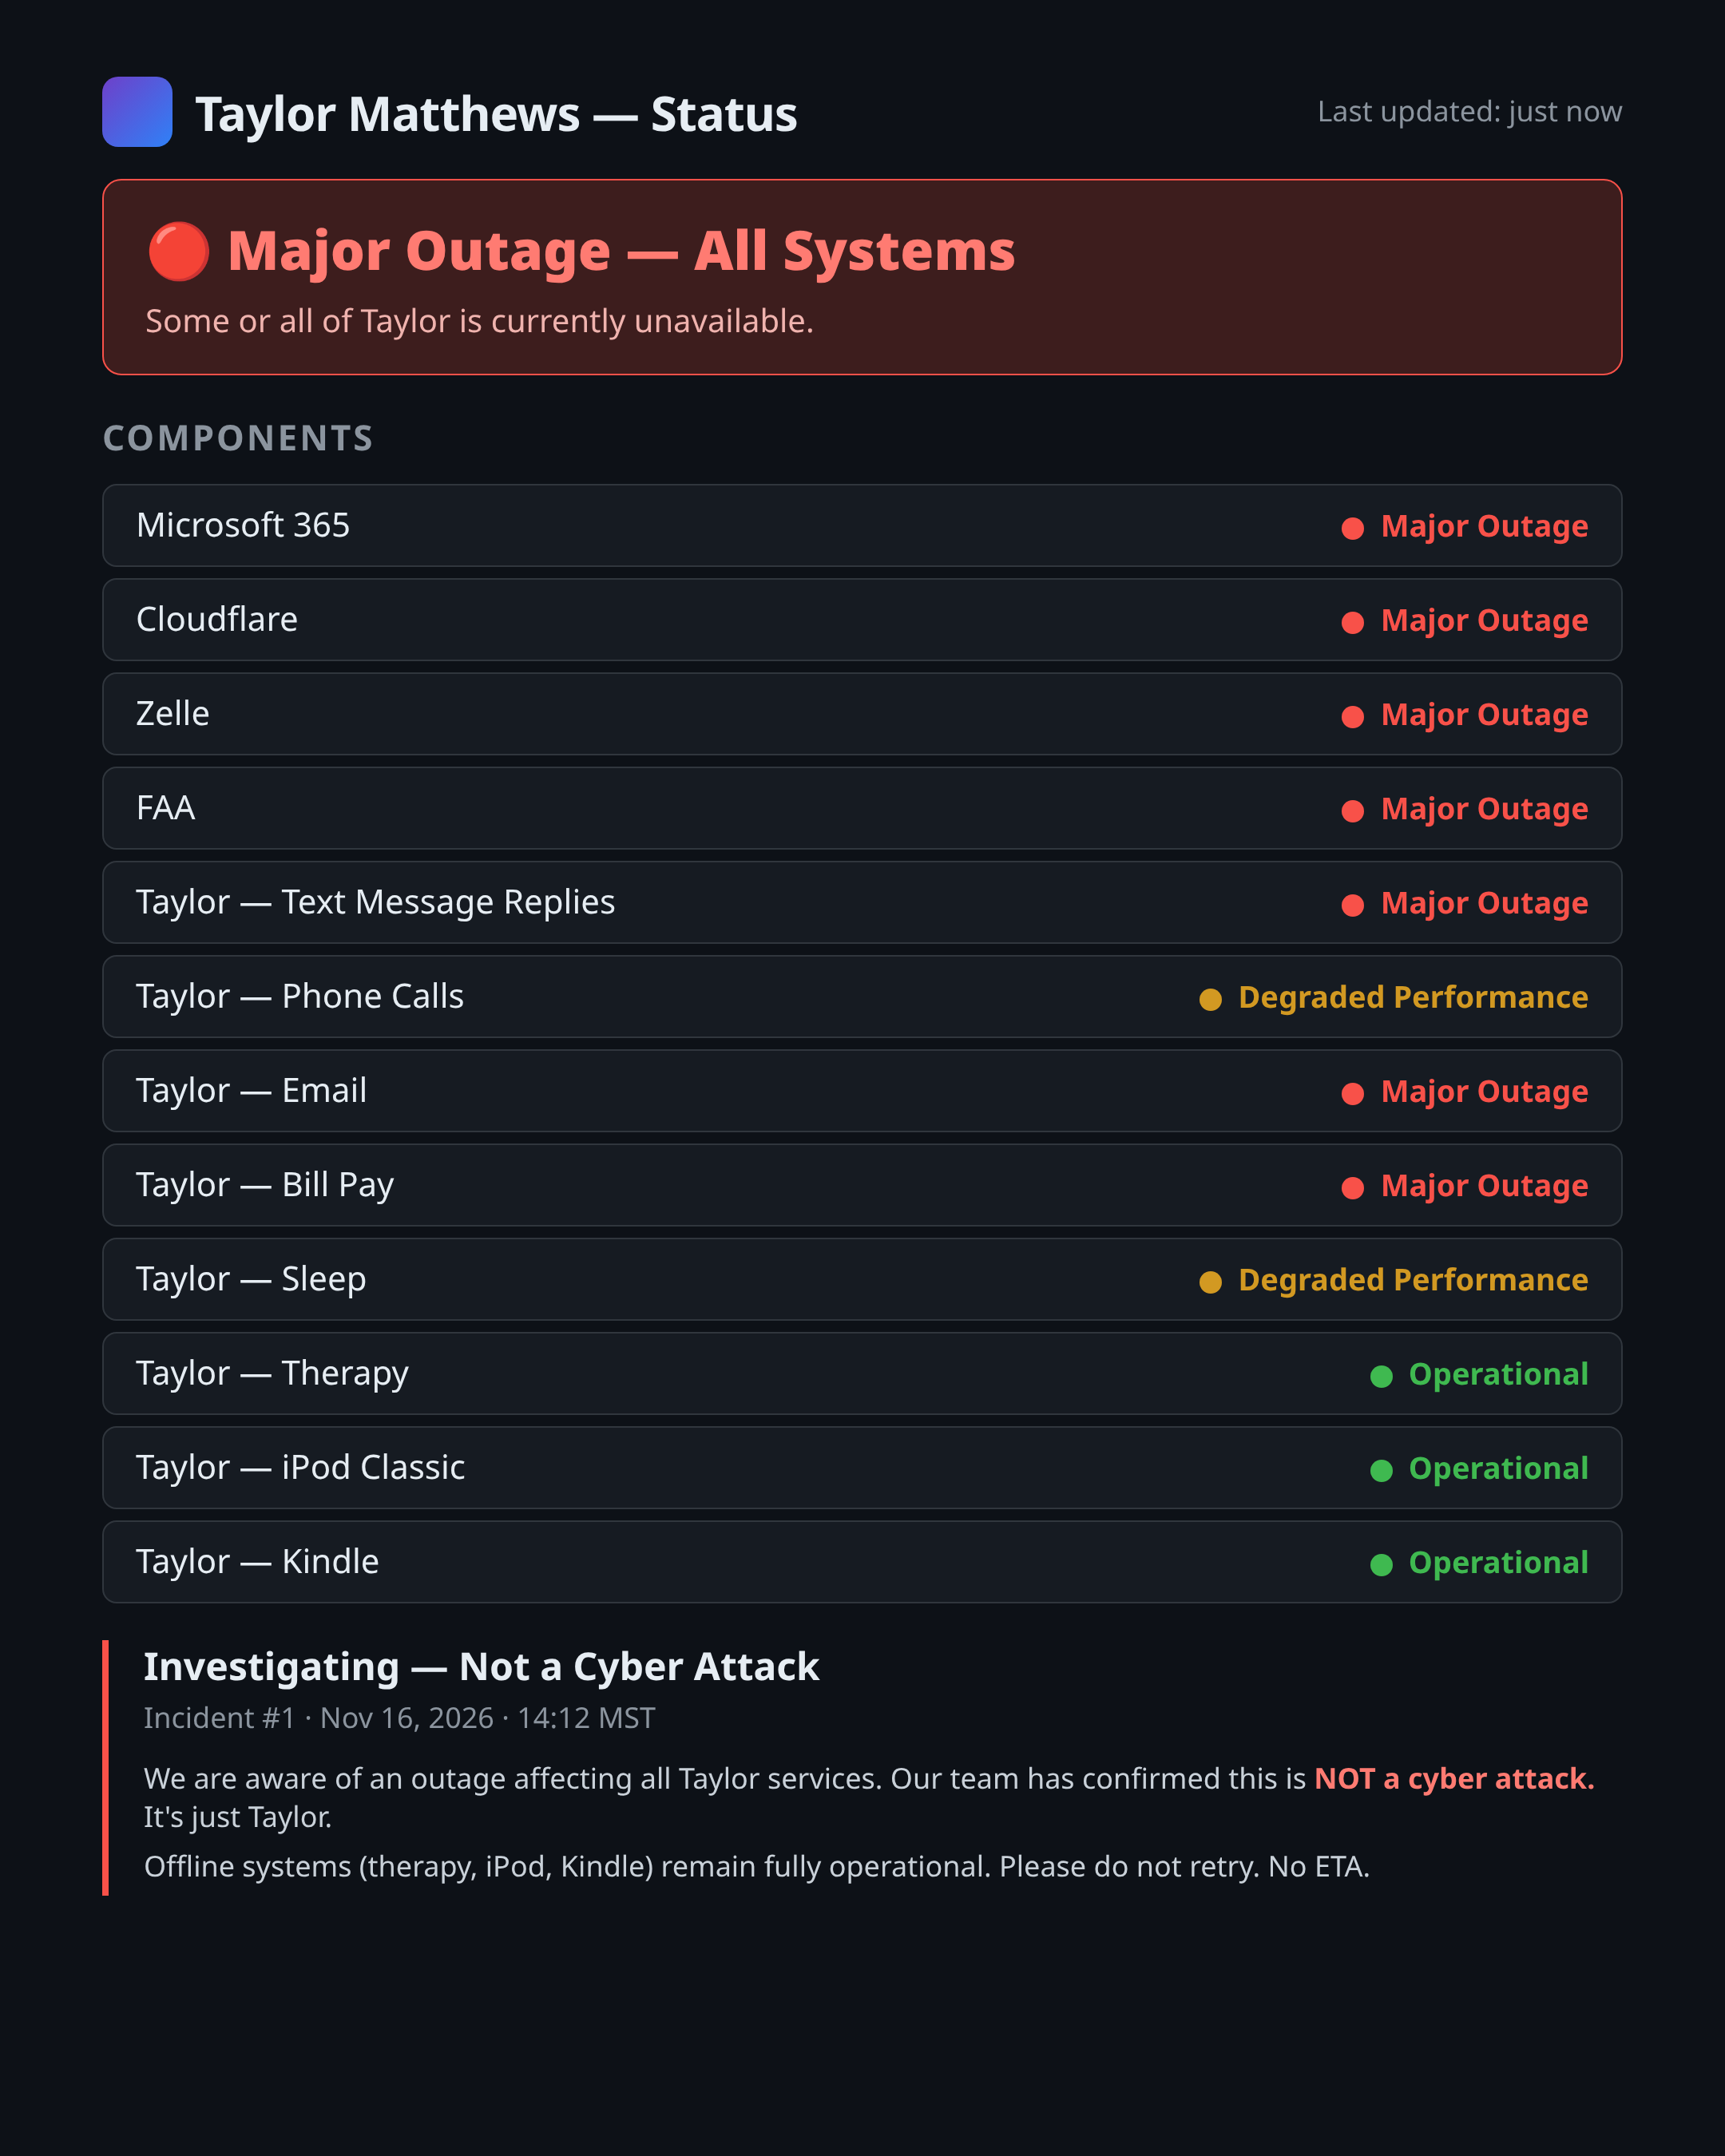 Taylor Matthews — Status
Last updated: just now
Major Outage — All Systems
Some or all of Taylor is currently unavailable.
COMPONENTS
Microsoft 365
Major Outage
Cloudflare
Major Outage
Zelle
Major Outage
FAA
Major Outage
Taylor — Text Message Replies
Major Outage
Taylor — Phone Calls
Degraded Performance
Taylor — Email
Major Outage
Taylor — Bill Pay
Major Outage
Taylor — Sleep
Degraded Performance
Taylor — Therapy
Operational
Taylor — iPod Classic
Operational
Taylor — Kindle
Operational
Investigating — Not a Cyber Attack
Incident #1 · Nov 16, 2026 · 14:12 MST
We are aware of an outage affecting all Taylor services. Our team has confirmed this is NOT a cyber attack.
It's just Taylor.
Offline systems (therapy, iPod, Kindle) remain fully operational. Please do not retry. No ETA.